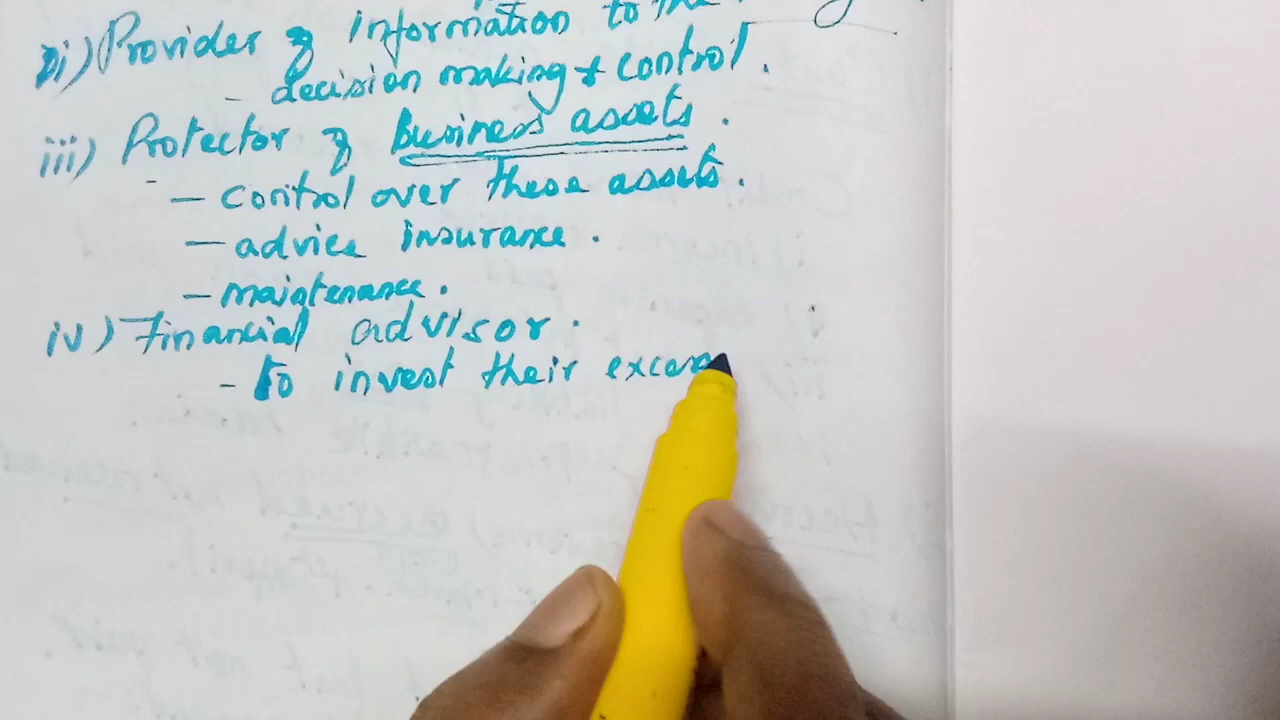 ii) Provider of information to the
- decision making & control.
iii) Protector of business assets.
- control over these assets.
- advice insurance.
- maintenance.
iv) Financial advisor.
- to invest their exces